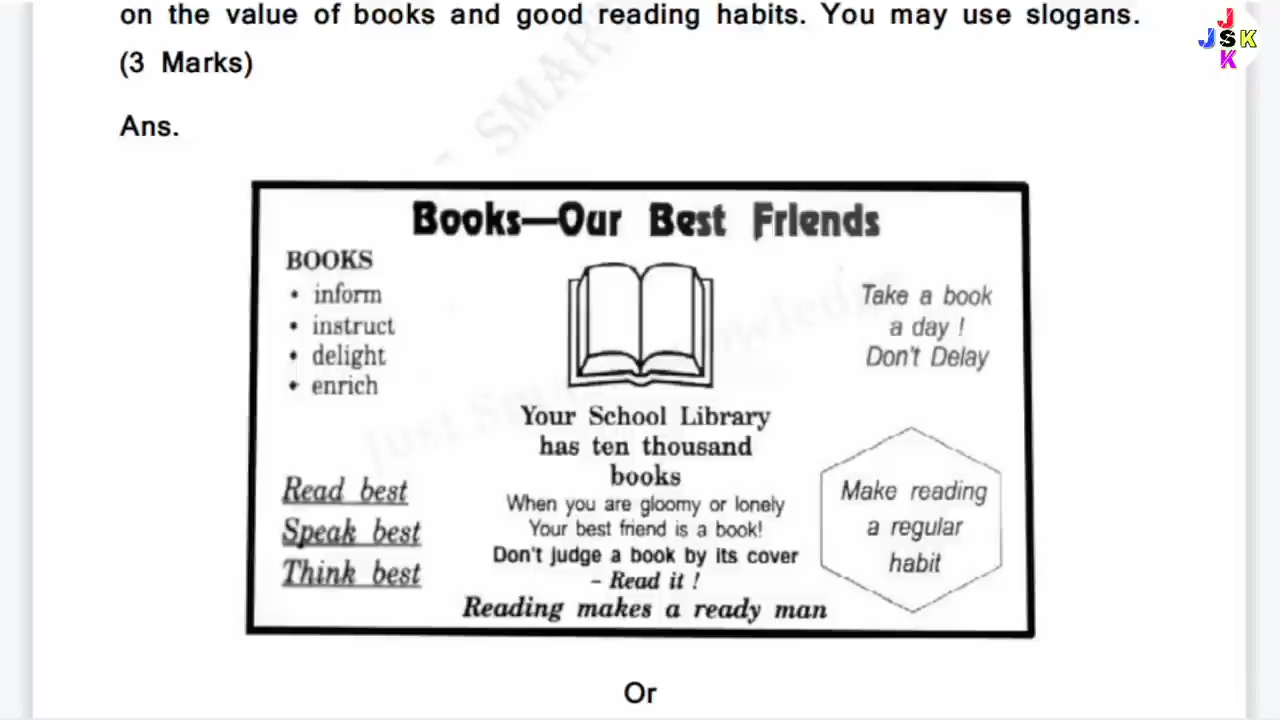 on the value of books and good reading habits. You may use slogans.
(3 Marks)
J
JSK
K
SMART
Ans.
Books—Our Best Friends
BOOKS
• inform
• instruct
• delight
• enrich
Take a book
a day !
Don't Delay
Your School Library
has ten thousand
books
When you are gloomy or lonely
Your best friend is a book!
Don't judge a book by its cover
– Read it !
Reading makes a ready man
Read best
Speak best
Think best
Make reading
a regular
habit
Or